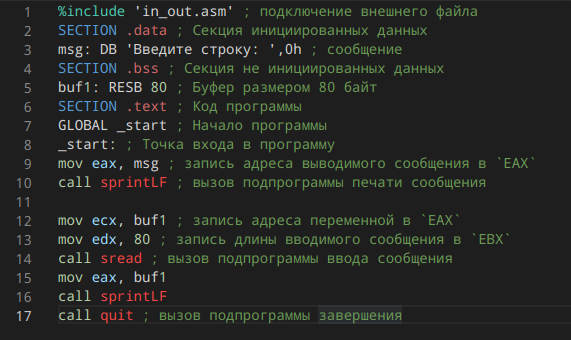 1 %include 'in_out.asm' ; подключение внешнего файла
2 SECTION .data ; Секция инициированных данных
3 msg: DB 'Введите строку: ',0h ; сообщение
4 SECTION .bss ; Секция не инициированных данных
5 buf1: RESB 80 ; Буфер размером 80 байт
6 SECTION .text ; Код программы
7 GLOBAL _start ; Начало программы
8 _start: ; Точка входа в программу
9 mov eax, msg ; запись адреса выводимого сообщения в `EAX`
10 call sprintLF ; вызов подпрограммы печати сообщения
11
12 mov ecx, buf1 ; запись адреса переменной в `EAX`
13 mov edx, 80 ; запись длины вводимого сообщения в `EBX`
14 call sread ; вызов подпрограммы ввода сообщения
15 mov eax, buf1
16 call sprintLF
17 call quit ; вызов подпрограммы завершения